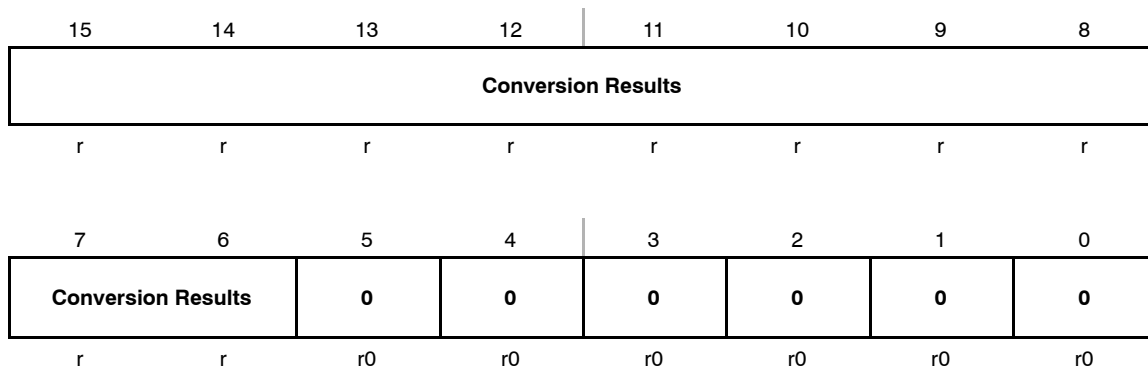 15 14 13 12 11 10 9 8
Conversion Results
r r r r r r r r
7 6 5 4 3 2 1 0
Conversion Results 0 0 0 0 0 0
r r r0 r0 r0 r0 r0 r0